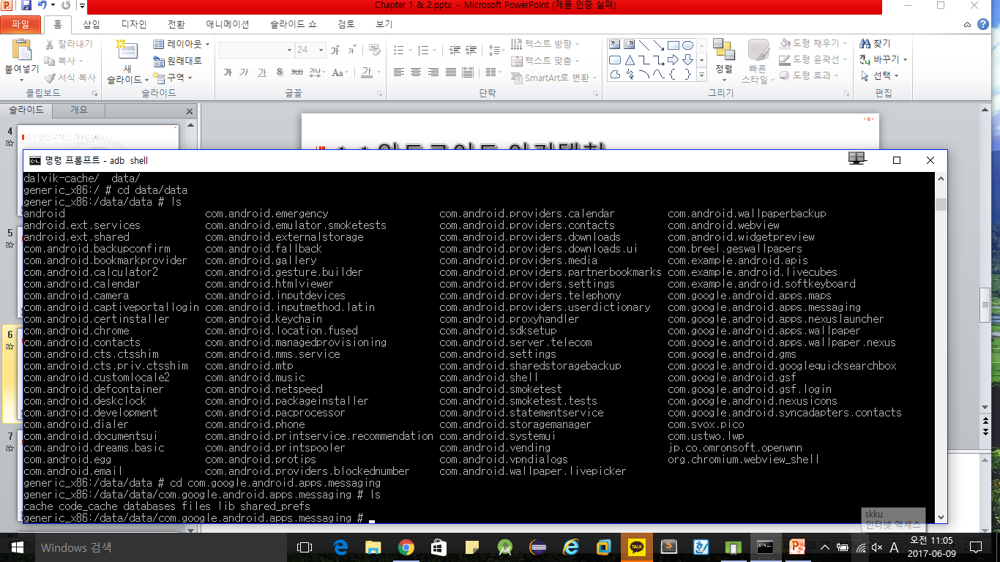 Chapter 1 & 2.pptx - Microsoft PowerPoint (제품 인증 실패)
파일 홈 삽입 디자인 전환 애니메이션 슬라이드 쇼 검토 보기
붙여넣기 잘라내기 복사 서식 복사
클립보드
새 슬라이드 레이아웃 원래대로 구역
슬라이드
24
가 가 가 S abc 가 Aa 가
글꼴
텍스트 방향 텍스트 맞춤 SmartArt로 변환
단락
정렬 빠른 스타일 도형 채우기 도형 윤곽선 도형 효과
그리기
찾기 바꾸기 선택
편집
슬라이드 개요
4
5
6
7
- 6 -
명령 프롬프트 - adb shell
dalvik-cache/ data/
generic_x86:/ # cd data/data
generic_x86:/data/data # ls
android com.android.emergency com.android.providers.calendar com.android.wallpaperbackup
android.ext.services com.android.emulator.smoketests com.android.providers.contacts com.android.webview
android.ext.shared com.android.externalstorage com.android.providers.downloads com.android.widgetpreview
com.android.backupconfirm com.android.fallback com.android.providers.downloads.ui com.breel.geswallpapers
com.android.bookmarkprovider com.android.gallery com.android.providers.media com.example.android.apis
com.android.calculator2 com.android.gesture.builder com.android.providers.partnerbookmarks com.example.android.livecubes
com.android.calendar com.android.htmlviewer com.android.providers.settings com.example.android.softkeyboard
com.android.camera com.android.inputdevices com.android.providers.telephony com.google.android.apps.maps
com.android.captiveportallogin com.android.inputmethod.latin com.android.providers.userdictionary com.google.android.apps.messaging
com.android.certinstaller com.android.keychain com.android.proxyhandler com.google.android.apps.nexuslauncher
com.android.chrome com.android.location.fused com.android.sdksetup com.google.android.apps.wallpaper
com.android.contacts com.android.managedprovisioning com.android.server.telecom com.google.android.apps.wallpaper.nexus
com.android.cts.ctsshim com.android.mms.service com.android.settings com.google.android.gms
com.android.cts.priv.ctsshim com.android.mtp com.android.sharedstoragebackup com.google.android.googlequicksearchbox
com.android.customlocale2 com.android.music com.android.shell com.google.android.gsf
com.android.defcontainer com.android.netspeed com.android.smoketest com.google.android.gsf.login
com.android.deskclock com.android.packageinstaller com.android.smoketest.tests com.google.android.nexusicons
com.android.development com.android.pacprocessor com.android.statementservice com.google.android.syncadapters.contacts
com.android.dialer com.android.phone com.android.storagemanager com.svox.pico
com.android.documentsui com.android.printservice.recommendation com.android.systemui com.ustwo.lwp
com.android.dreams.basic com.android.printspooler com.android.vending jp.co.omronsoft.openwnn
com.android.egg com.android.protips com.android.vpndialogs org.chromium.webview_shell
com.android.email com.android.providers.blockednumber com.android.wallpaper.livepicker
generic_x86:/data/data # cd com.google.android.apps.messaging
generic_x86:/data/data/com.google.android.apps.messaging # ls
cache code_cache databases files lib shared_prefs
generic_x86:/data/data/com.google.android.apps.messaging #
skku
인터넷 액세스
Windows 검색
TALK
A
오전 11:05
2017-06-09